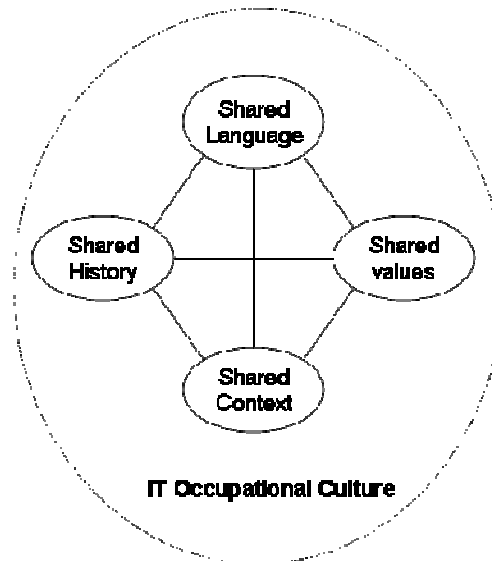 Shared
Language
Shared
History
Shared
values
Shared
Context
IT Occupational Culture